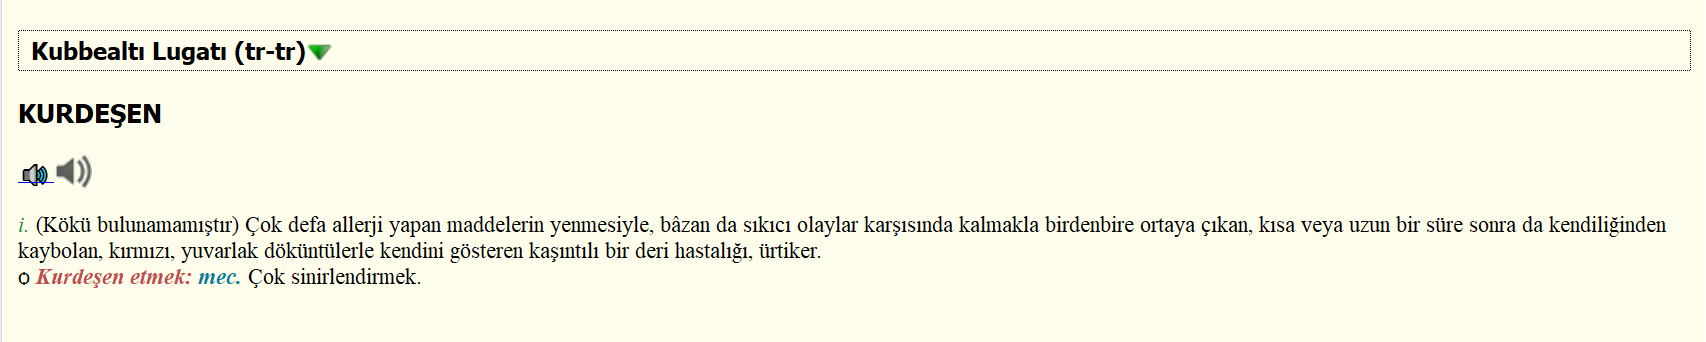 Kubbealtı Lugatı (tr-tr)
KURDEŞEN
i. (Kökü bulunamamıştır) Çok defa allerji yapan maddelerin yenmesiyle, bâzan da sıkıcı olaylar karşısında kalmakla birdenbire ortaya çıkan, kısa veya uzun bir süre sonra da kendiliğinden
kaybolan, kırmızı, yuvarlak döküntülerle kendini gösteren kaşıntılı bir deri hastalığı, ürtiker.
ѻ Kurdeşen etmek: mec. Çok sinirlendirmek.